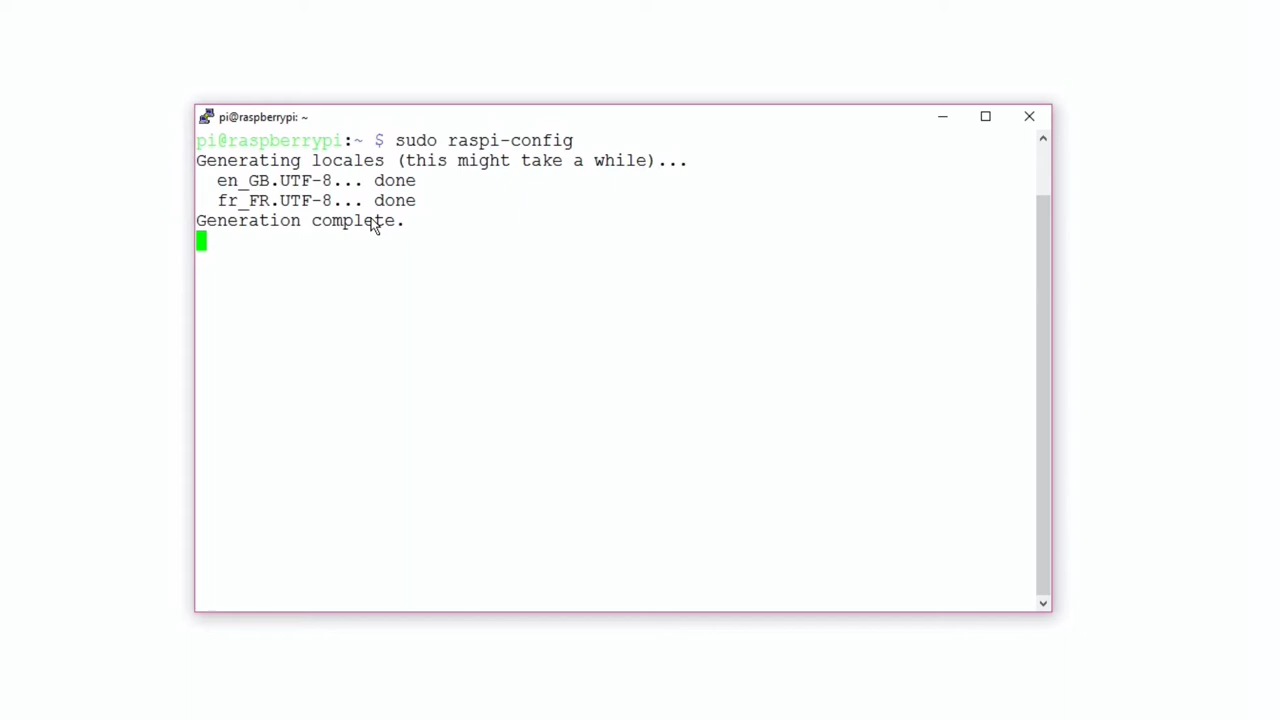 pi@raspberrypi: ~
pi@raspberrypi:~ $ sudo raspi-config
Generating locales (this might take a while)...
  en_GB.UTF-8... done
  fr_FR.UTF-8... done
Generation complete.